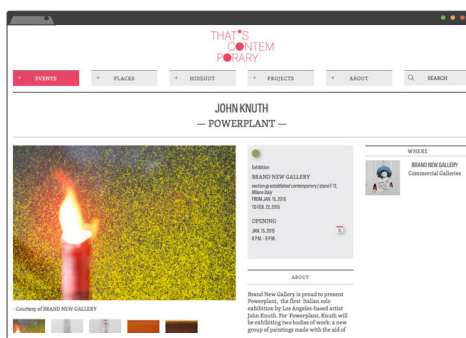 THAT'S
CONTEM
PORARY
EVENTS
PLACES
HIDEOUT
PROJECTS
ABOUT
SEARCH
JOHN KNUTH
— POWERPLANT —
Exhibition
BRAND NEW GALLERY
Milano Italy
FROM JAN. 15, 2015
TO FEB. 22, 2015
OPENING
JAN. 15, 2015
6 P.M. - 9 P.M.
WHERE
BRAND NEW GALLERY
Commercial Galleries
- Courtesy of BRAND NEW GALLERY
ABOUT
Brand New Gallery is proud to present
Powerplant, the first Italian solo
exhibition by Los Angeles-based artist
John Knuth. For Powerplant, Knuth will
be exhibiting two bodies of work: a new
group of paintings made with the aid of